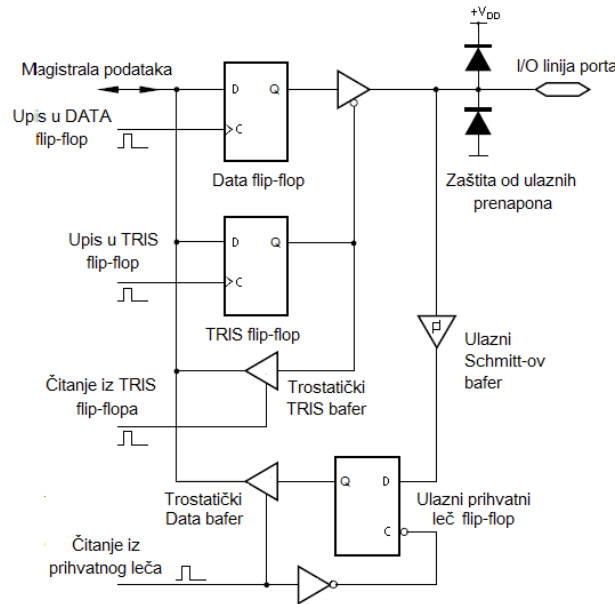 +VDD
Magistrala podataka
I/O linija porta
D Q
Upis u DATA
flip-flop
C
Data flip-flop
Zaštita od ulaznih
prenapona
Upis u TRIS
flip-flop
D Q
C
TRIS flip-flop
Ulazni
Schmitt-ov
bafer
Čitanje iz TRIS
flip-flopa
Trostatički
TRIS bafer
Trostatički
Data bafer
Q D
C
Ulazni prihvatni
leč flip-flop
Čitanje iz
prihvatnog leča